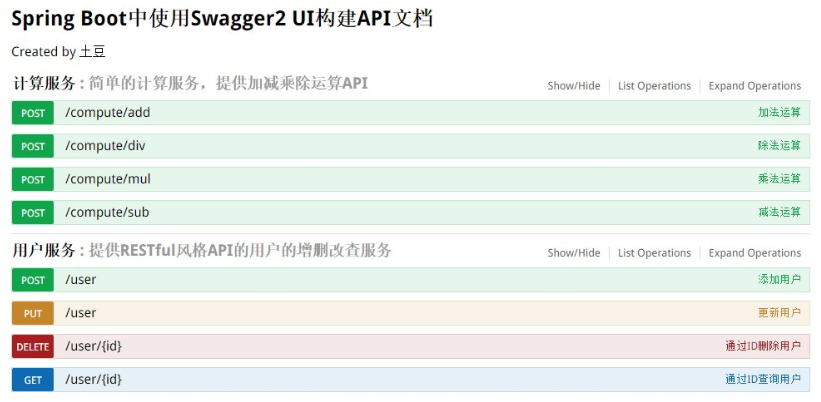 Spring Boot中使用Swagger2 UI构建API文档
Created by 土豆
计算服务 : 简单的计算服务，提供加减乘除运算API Show/Hide List Operations Expand Operations
POST /compute/add 加法运算
POST /compute/div 除法运算
POST /compute/mul 乘法运算
POST /compute/sub 减法运算
用户服务 : 提供RESTful风格API的用户的增删改查服务 Show/Hide List Operations Expand Operations
POST /user 添加用户
PUT /user 更新用户
DELETE /user/{id} 通过ID删除用户
GET /user/{id} 通过ID查询用户